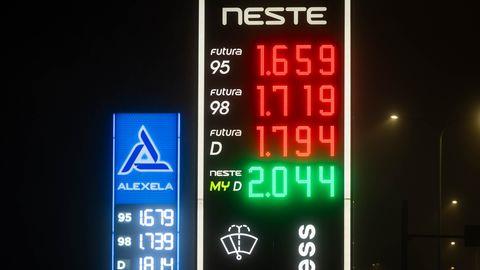 NESTE
Futura 95 1.659
Futura 98 1.719
Futura D 1.794
NESTE MY D 2.044
ess
ALEXELA
95 1.679
98 1.739
D 1.814